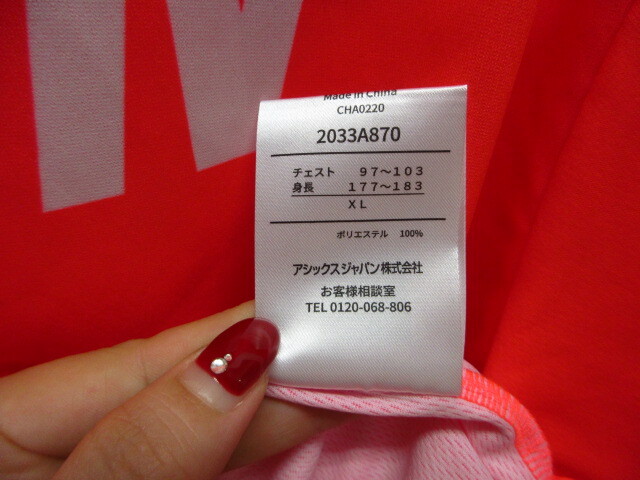 Made in China
CHA0220
2033A870
チェスト 97～103
身長 177～183
XL
ポリエステル 100%
アシックスジャパン株式会社
お客様相談室
TEL 0120-068-806